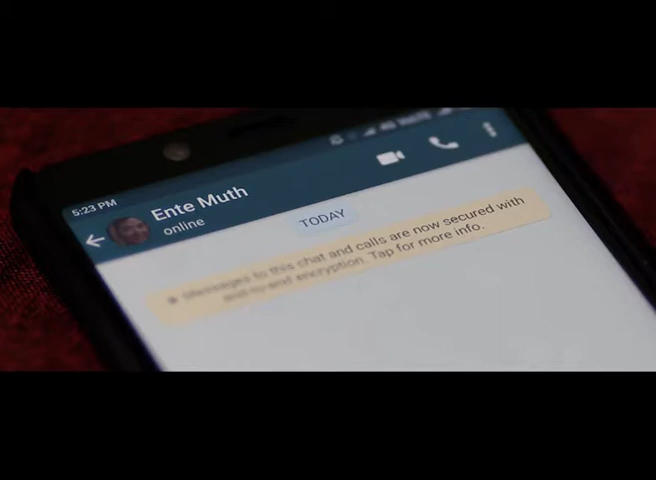 5:23 PM
Ente Muth
online
TODAY
Messages to this chat and calls are now secured with
end-to-end encryption. Tap for more info.